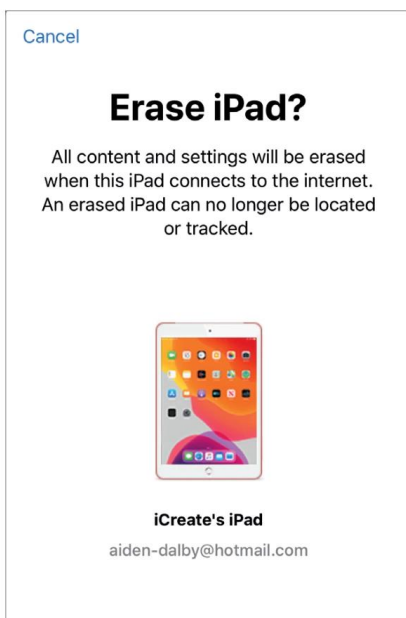 Cancel
Erase iPad?
All content and settings will be erased
when this iPad connects to the internet.
An erased iPad can no longer be located
or tracked.
iCreate's iPad
aiden-dalby@hotmail.com